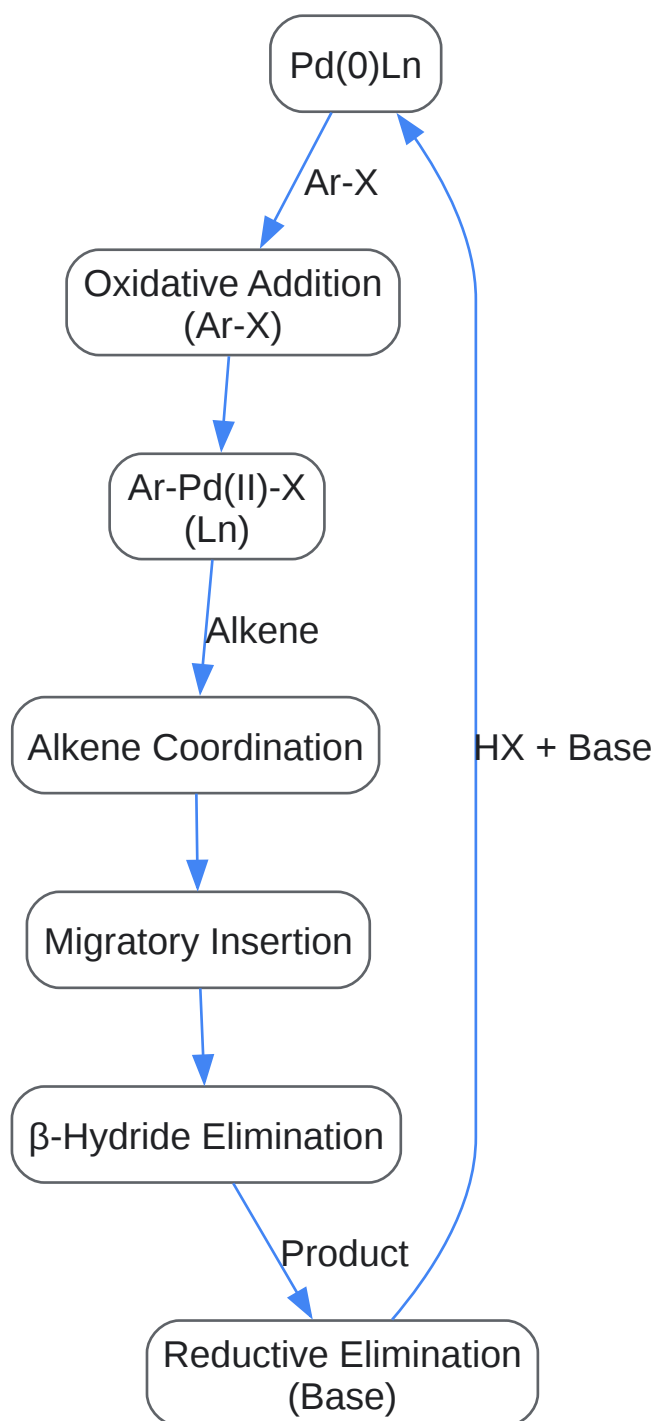 Pd(0)Ln
Ar-X
Oxidative Addition
(Ar-X)
Ar-Pd(II)-X
(Ln)
Alkene
Alkene Coordination
HX + Base
Migratory Insertion
β-Hydride Elimination
Product
Reductive Elimination
(Base)